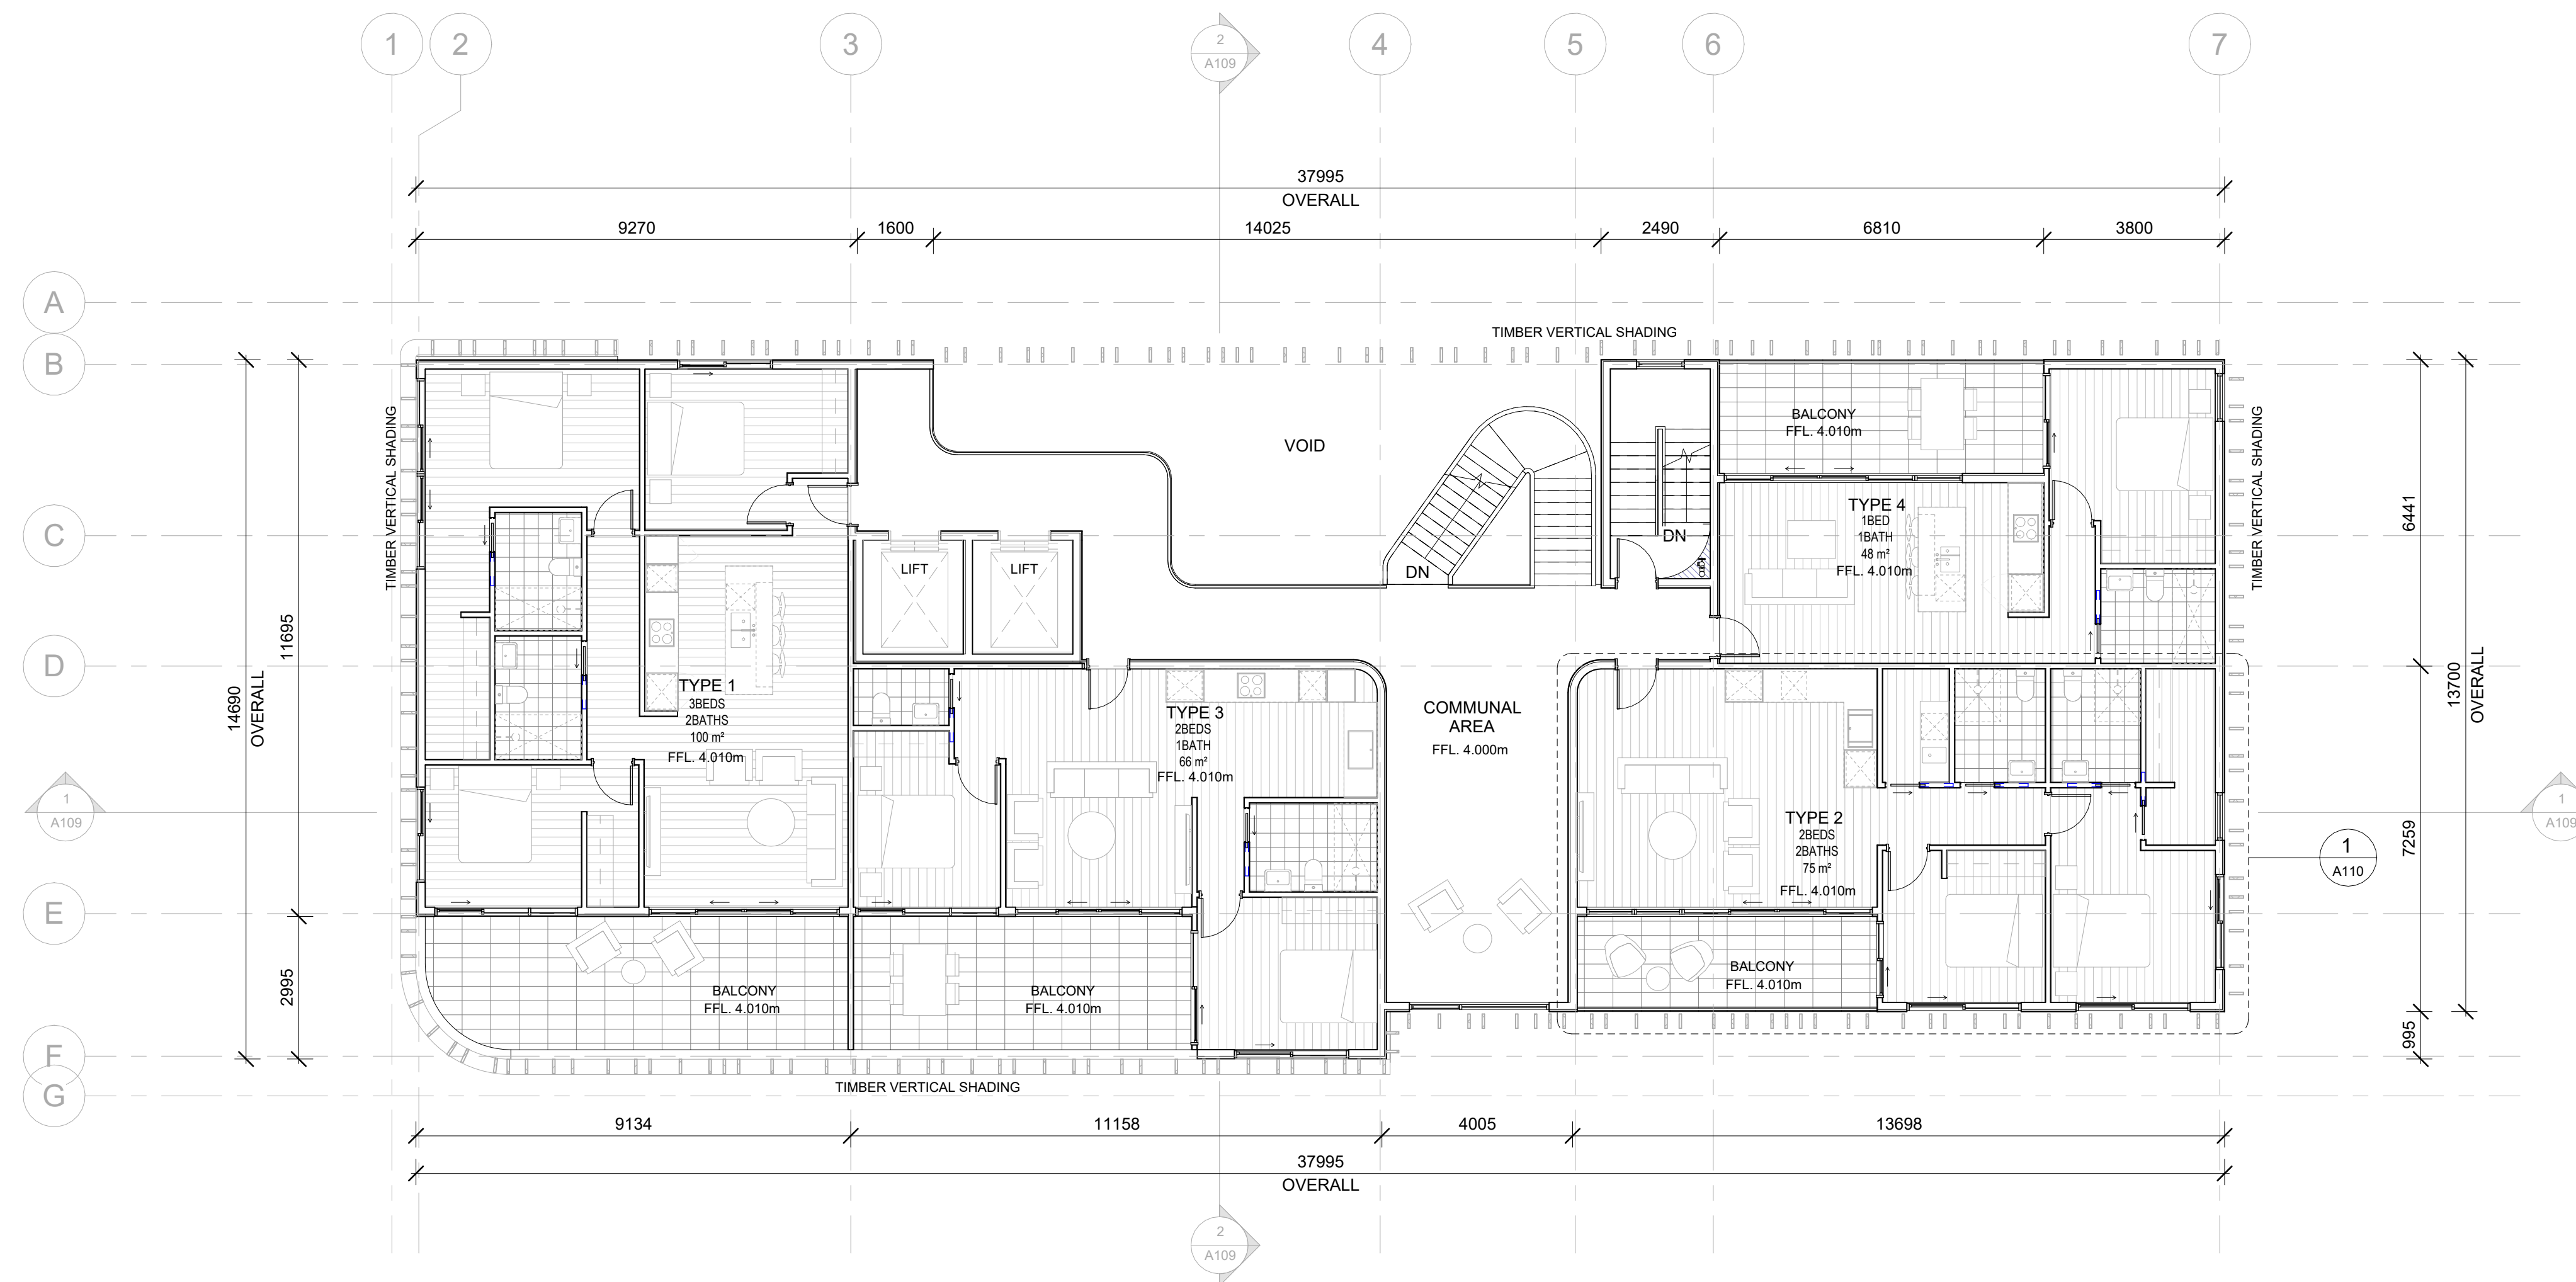 1
2
3
2
A109
4
5
6
7
37995
OVERALL
9270
1600
14025
2490
6810
3800
A
B
C
D
E
F
G
TIMBER VERTICAL SHADING
TIMBER VERTICAL SHADING
TIMBER VERTICAL SHADING
TIMBER VERTICAL SHADING
14690
OVERALL
11695
2995
6441
7259
995
13700
OVERALL
VOID
BALCONY
FFL. 4.010m
TYPE 4
1BED
1BATH
48 m²
FFL. 4.010m
LIFT
LIFT
DN
DN
TYPE 1
3BEDS
2BATHS
100 m²
FFL. 4.010m
TYPE 3
2BEDS
1BATH
66 m²
FFL. 4.010m
COMMUNAL
AREA
FFL. 4.000m
TYPE 2
2BEDS
2BATHS
75 m²
FFL. 4.010m
1
A109
1
A109
1
A110
BALCONY
FFL. 4.010m
BALCONY
FFL. 4.010m
BALCONY
FFL. 4.010m
9134
11158
4005
13698
37995
OVERALL
2
A109